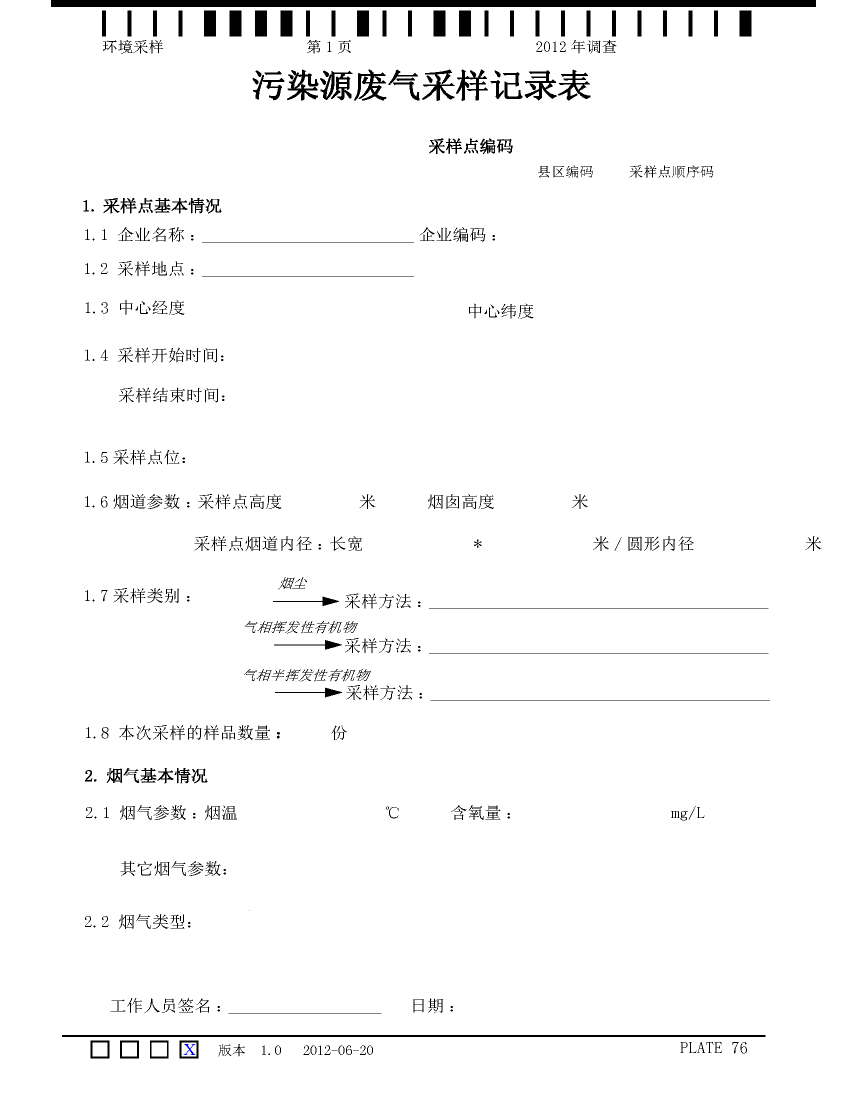 环境采样 第 1 页 2012 年调查
污染源废气采样记录表
采样点编码
县区编码 采样点顺序码
1. 采样点基本情况
1.1 企业名称：____________________ 企业编码：
1.2 采样地点：____________________
1.3 中心经度 中心纬度
1.4 采样开始时间：
采样结束时间：
1.5 采样点位：
1.6 烟道参数：采样点高度 米 烟囱高度 米
采样点烟道内径：长宽 * 米 / 圆形内径 米
烟尘
1.7 采样类别： 采样方法：____________________
气相挥发性有机物
采样方法：____________________
气相半挥发性有机物
采样方法：____________________
1.8 本次采样的样品数量： 份
2. 烟气基本情况
2.1 烟气参数：烟温 ℃ 含氧量： mg/L
其它烟气参数：
2.2 烟气类型：
工作人员签名：____________________ 日期：
X 版本 1.0 2012-06-20 PLATE 76